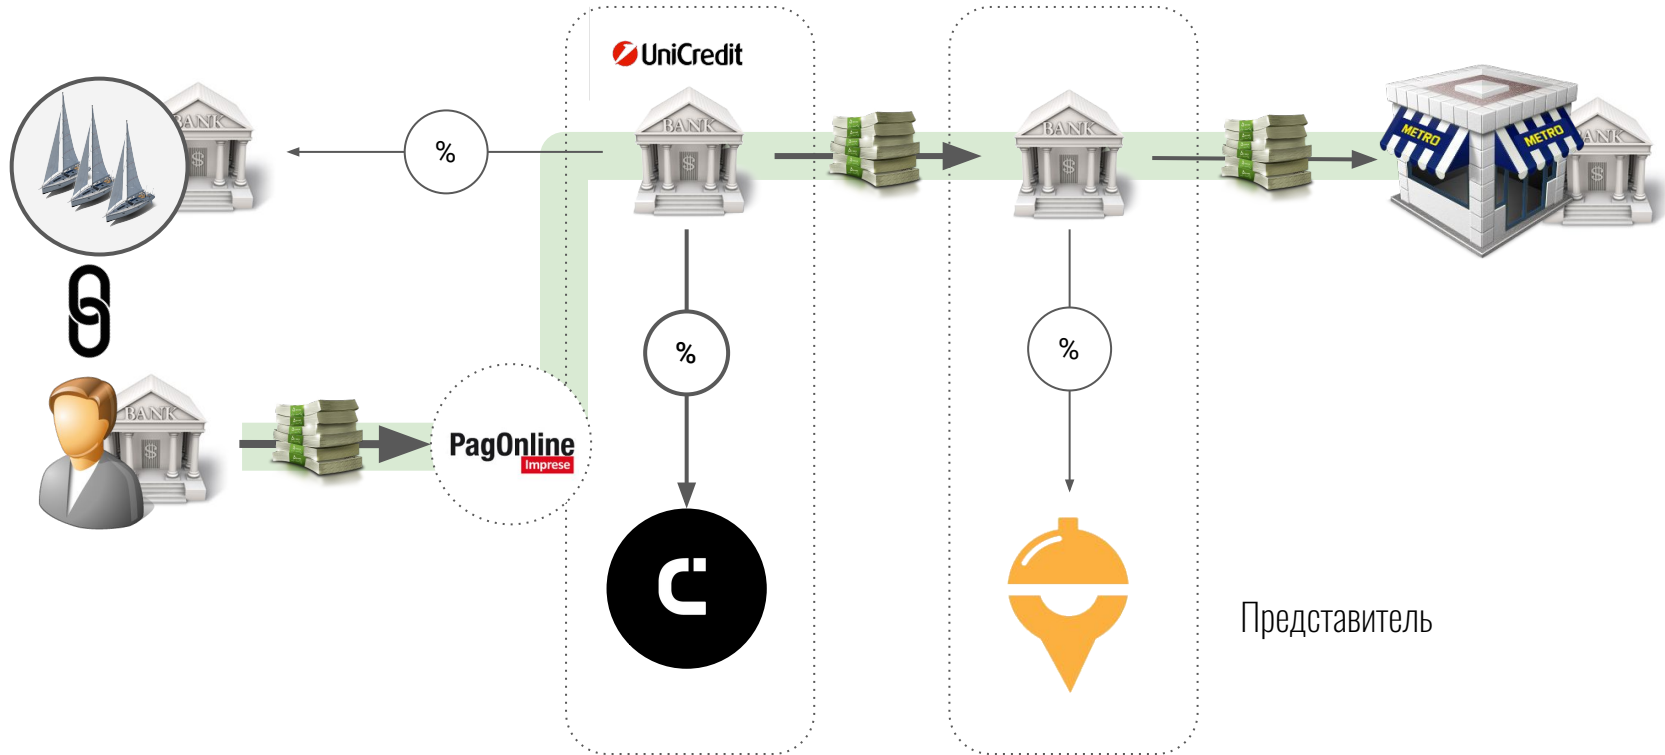 UniCredit
BANK
$
%
BANK
$
BANK
$
METRO
METRO
BANK
$
%
%
BANK
$
PagOnline
Imprese
Представитель